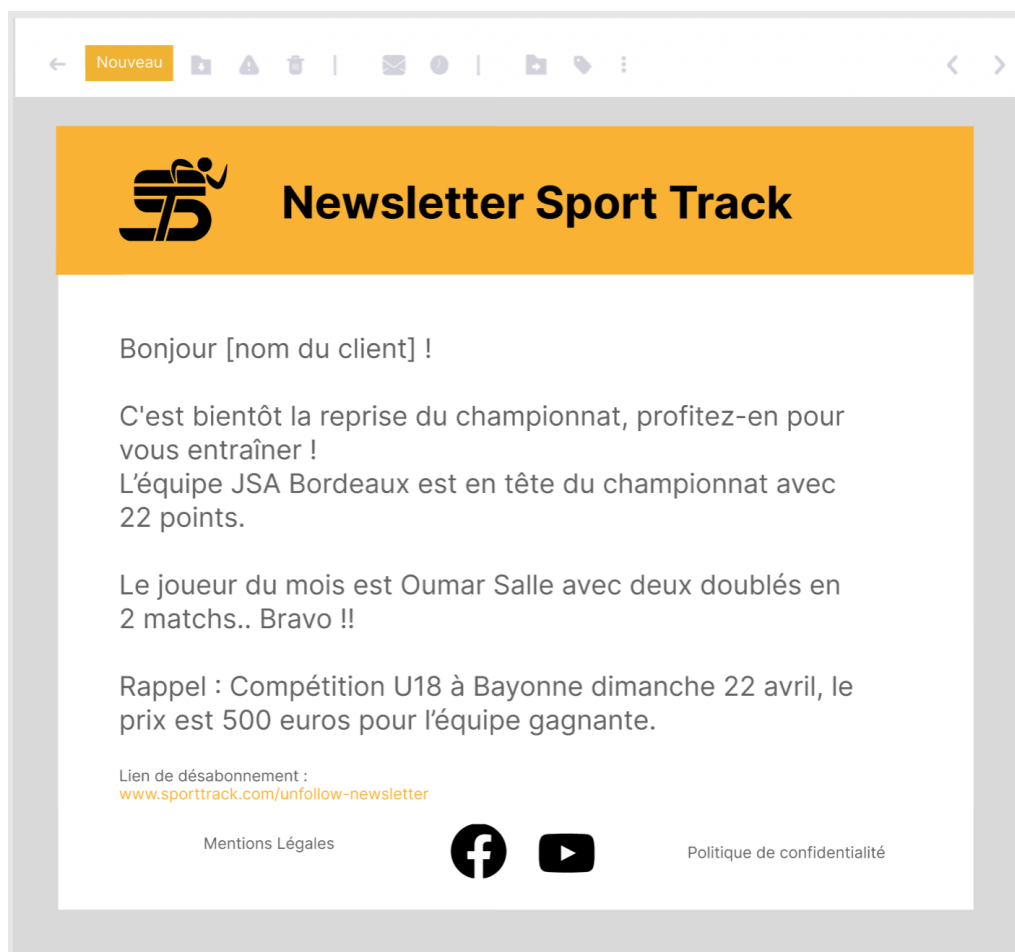 Nouveau
Newsletter Sport Track
Bonjour [nom du client] !
C'est bientôt la reprise du championnat, profitez-en pour
vous entraîner !
L’équipe JSA Bordeaux est en tête du championnat avec
22 points.
Le joueur du mois est Oumar Salle avec deux doublés en
2 matchs.. Bravo !!
Rappel : Compétition U18 à Bayonne dimanche 22 avril, le
prix est 500 euros pour l’équipe gagnante.
Lien de désabonnement :
www.sporttrack.com/unfollow-newsletter
Mentions Légales
Politique de confidentialité